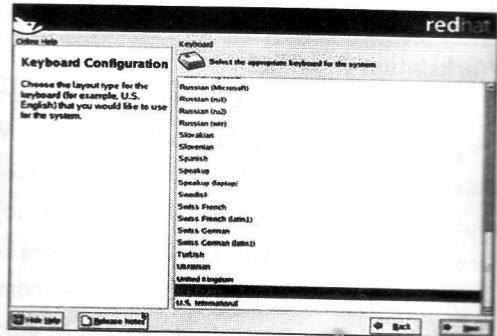 redhat
Online Help
Keyboard Configuration
Choose the layout type for the
keyboard (for example, U.S.
English) that you would like to use
for the system.
Keyboard
Select the appropriate keyboard for the system.
Russian (Microsoft)
Russian (ru1)
Russian (ru2)
Russian (win)
Slovakian
Slovenian
Spanish
Speakup
Speakup (laptop)
Swedish
Swiss French
Swiss French (latin1)
Swiss German
Swiss German (latin1)
Turkish
Ukrainian
United Kingdom
U.S. International
Hide Help
Release Notes
Back
Next